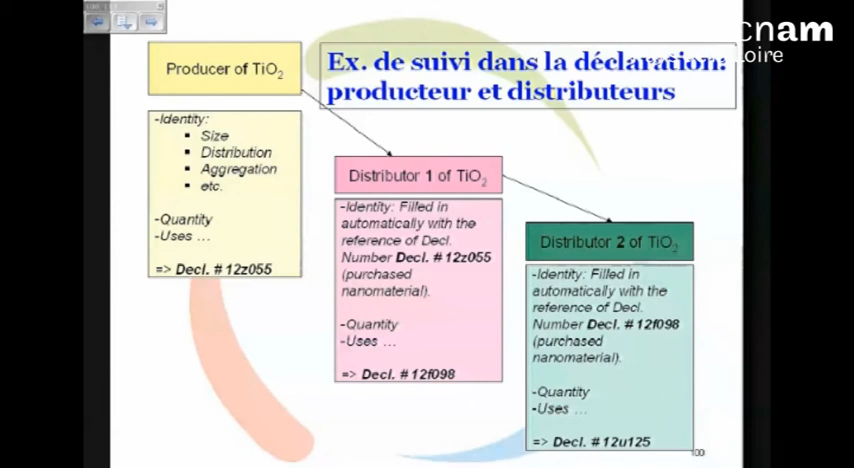 cnam
Loire
Ex. de suivi dans la déclaration:
producteur et distributeurs
Producer of TiO2
-Identity:
▪ Size
▪ Distribution
▪ Aggregation
▪ etc.
-Quantity
-Uses ...
=> Decl. # 12z055
Distributor 1 of TiO2
-Identity: Filled in
automatically with the
reference of Decl.
Number Decl. # 12z055
(purchased
nanomaterial).
-Quantity
-Uses ...
=> Decl. # 12f098
Distributor 2 of TiO2
-Identity: Filled in
automatically with the
reference of Decl.
Number Decl. # 12f098
(purchased
nanomaterial).
-Quantity
-Uses ...
=> Decl. # 12u125
100